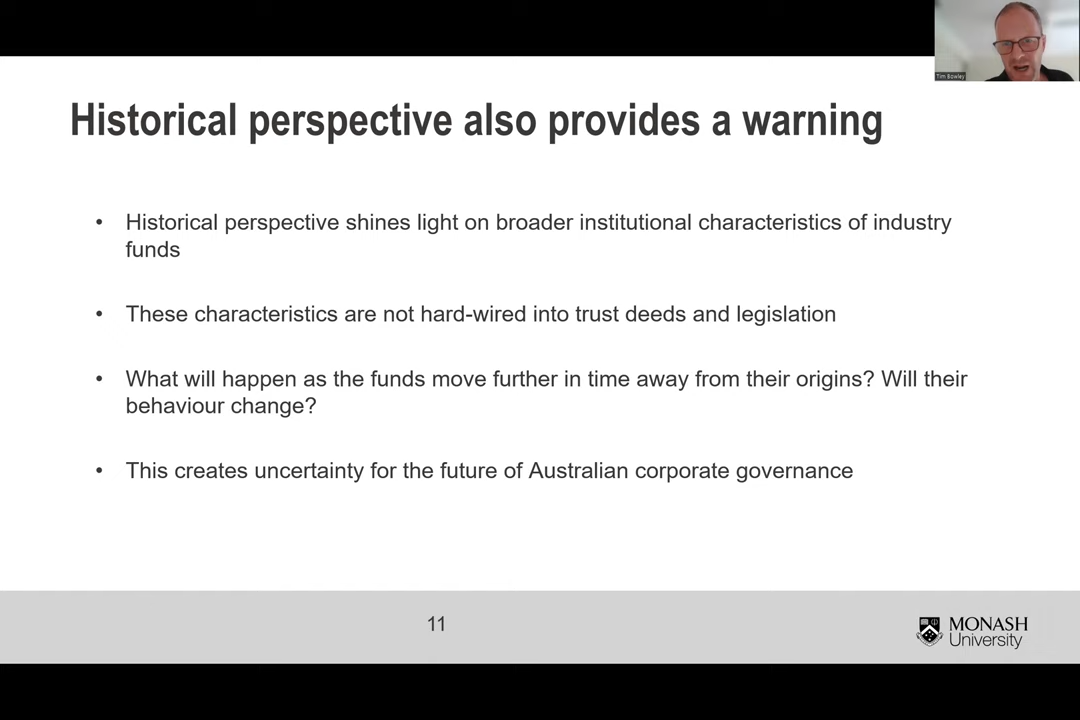 Tim Bowley
Historical perspective also provides a warning
• Historical perspective shines light on broader institutional characteristics of industry
funds
• These characteristics are not hard-wired into trust deeds and legislation
• What will happen as the funds move further in time away from their origins? Will their
behaviour change?
• This creates uncertainty for the future of Australian corporate governance
11
MONASH
University